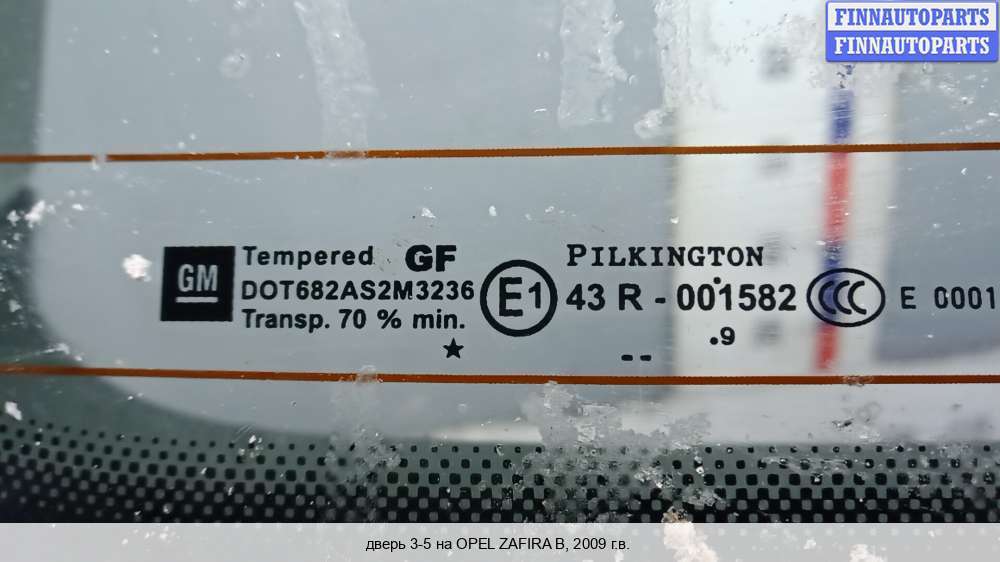 FINNAUTOPARTS
FINNAUTOPARTS
GM
Tempered GF
DOT682AS2M3236
Transp. 70 % min.
E1
PILKINGTON
43 R - 001582
.9
CCC
E 0001
дверь 3-5 на OPEL ZAFIRA B, 2009 г.в.